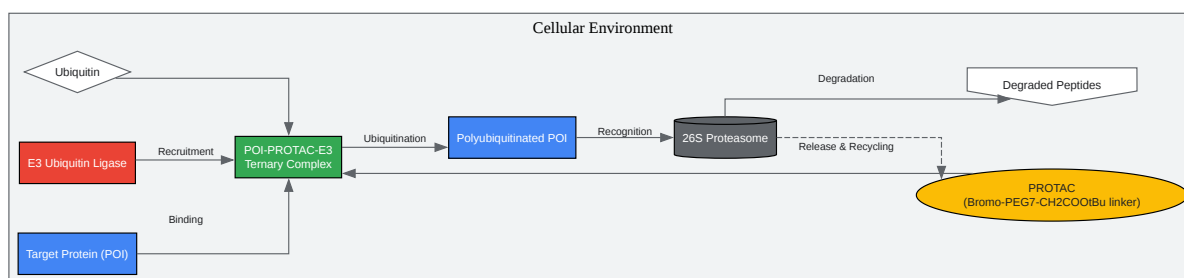 Cellular Environment
Ubiquitin
Degradation
Degraded Peptides
E3 Ubiquitin Ligase
Recruitment
POI-PROTAC-E3
Ternary Complex
Ubiquitination
Polyubiquitinated POI
Recognition
26S Proteasome
Release & Recycling
PROTAC
(Bromo-PEG7-CH2COOtBu linker)
Binding
Target Protein (POI)